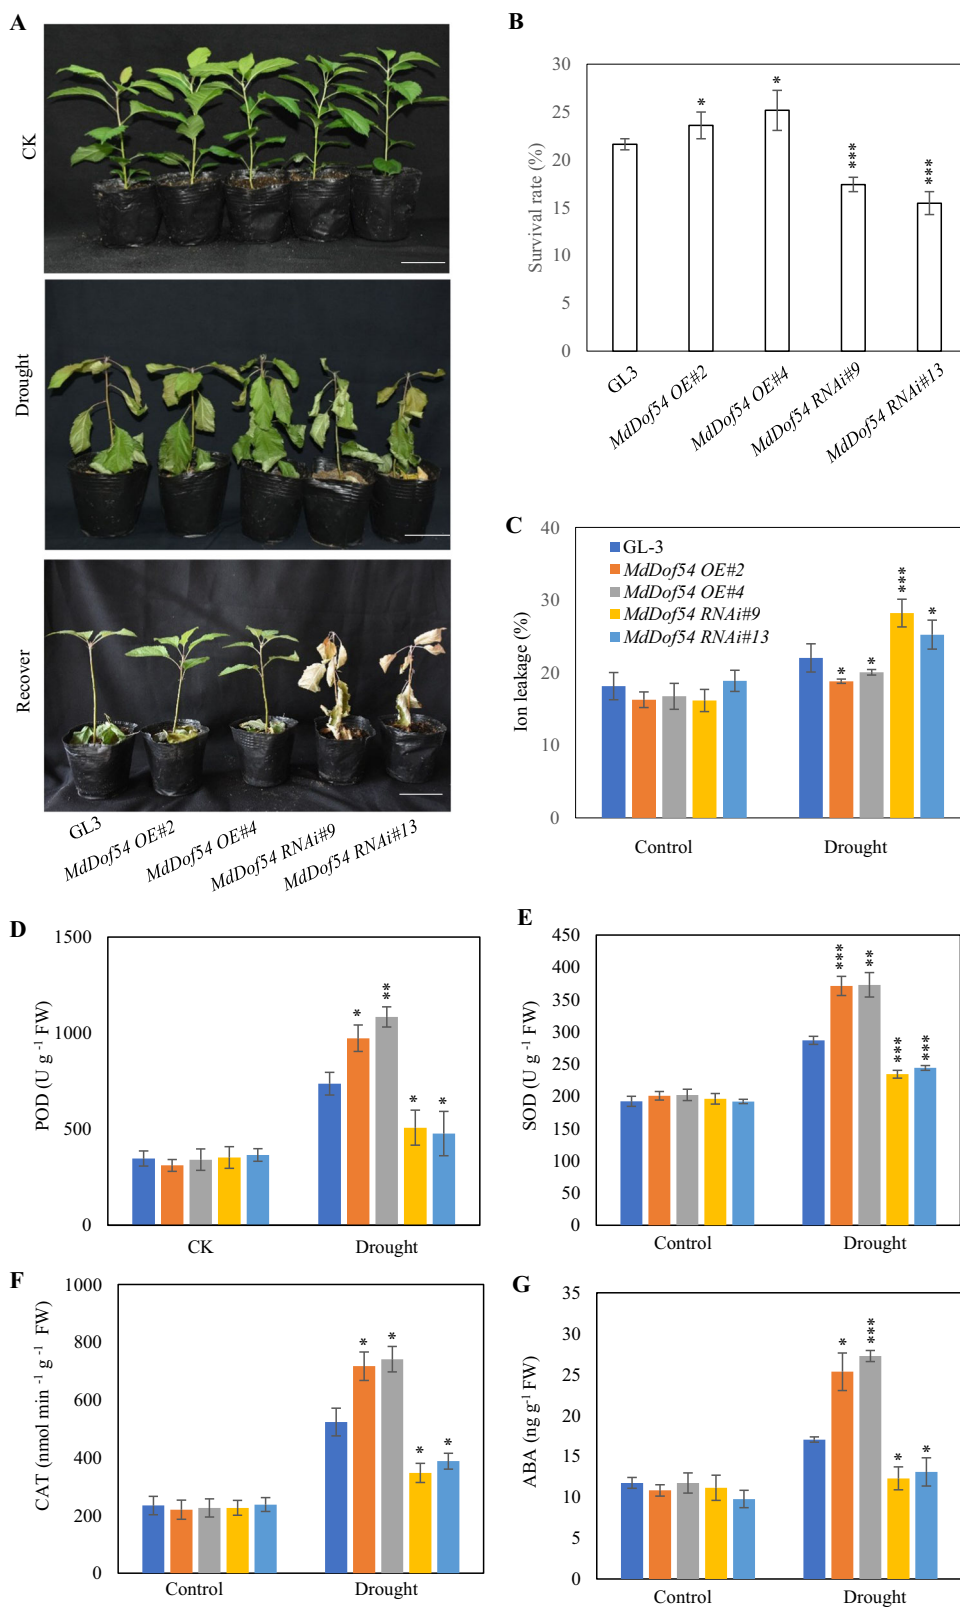 A
CK
Drought
Recover
GL3
MdDof54 OE#2
MdDof54 OE#4
MdDof54 RNAi#9
MdDof54 RNAi#13
B
Survival rate (%)
30
25
20
15
10
5
0
*
*
***
***
GL3
MdDof54 OE#2
MdDof54 OE#4
MdDof54 RNAi#9
MdDof54 RNAi#13
C
Ion leakage (%)
40
30
20
10
0
GL-3
MdDof54 OE#2
MdDof54 OE#4
MdDof54 RNAi#9
MdDof54 RNAi#13
*
*
***
*
Control
Drought
D
POD (U g -1 FW)
1500
1000
500
0
*
**
*
*
CK
Drought
E
SOD (U g -1 FW)
450
400
350
300
250
200
150
100
50
0
***
**
***
***
Control
Drought
F
CAT (nmol min -1 g -1 FW)
1000
800
600
400
200
0
*
*
*
*
Control
Drought
G
ABA (ng g-1 FW)
35
30
25
20
15
10
5
0
*
***
*
*
Control
Drought